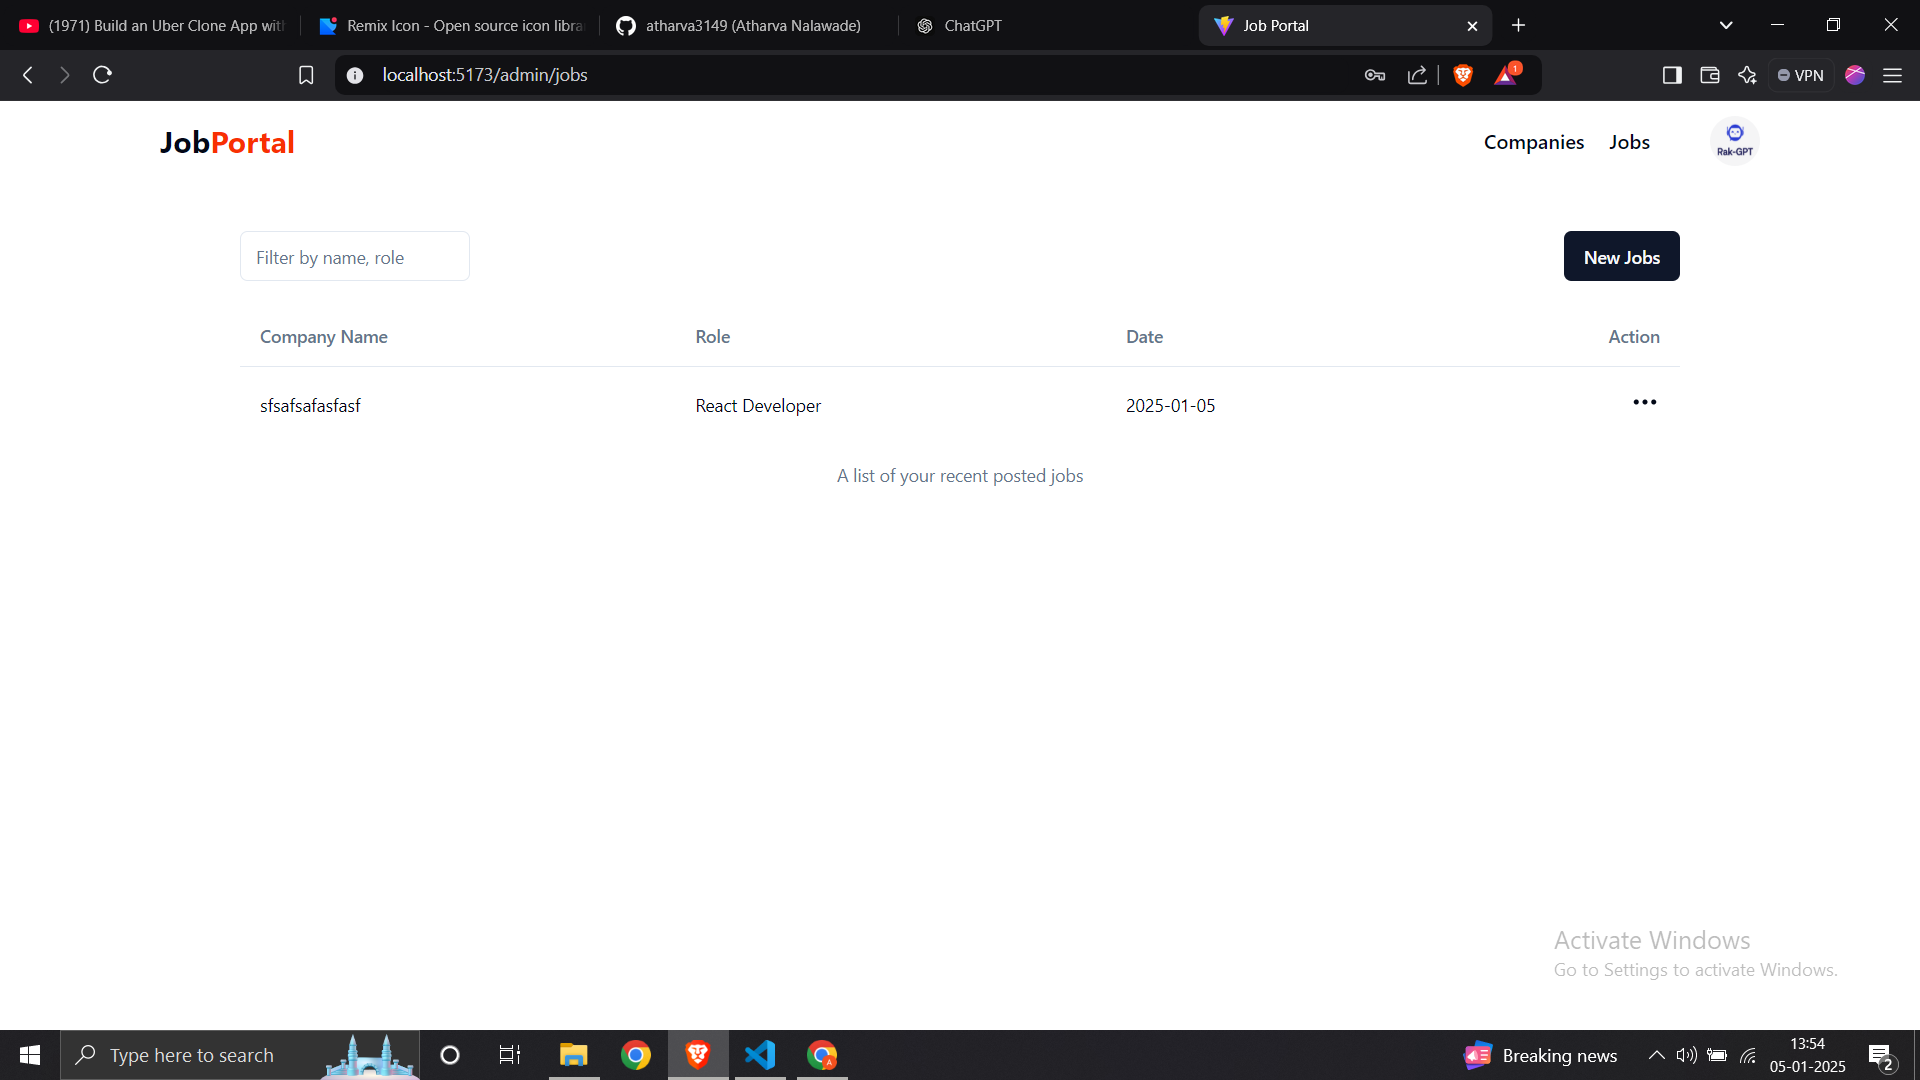 (1971) Build an Uber Clone App with
Remix Icon - Open source icon libra
atharva3149 (Atharva Nalawade)
ChatGPT
Job Portal
localhost:5173/admin/jobs
1
VPN
JobPortal
Companies
Jobs
Rak-GPT
Filter by name, role
New Jobs
Company Name
Role
Date
Action
sfsafsafasfasf
React Developer
2025-01-05
A list of your recent posted jobs
Activate Windows
Go to Settings to activate Windows.
Type here to search
A
Breaking news
13:54
05-01-2025
2